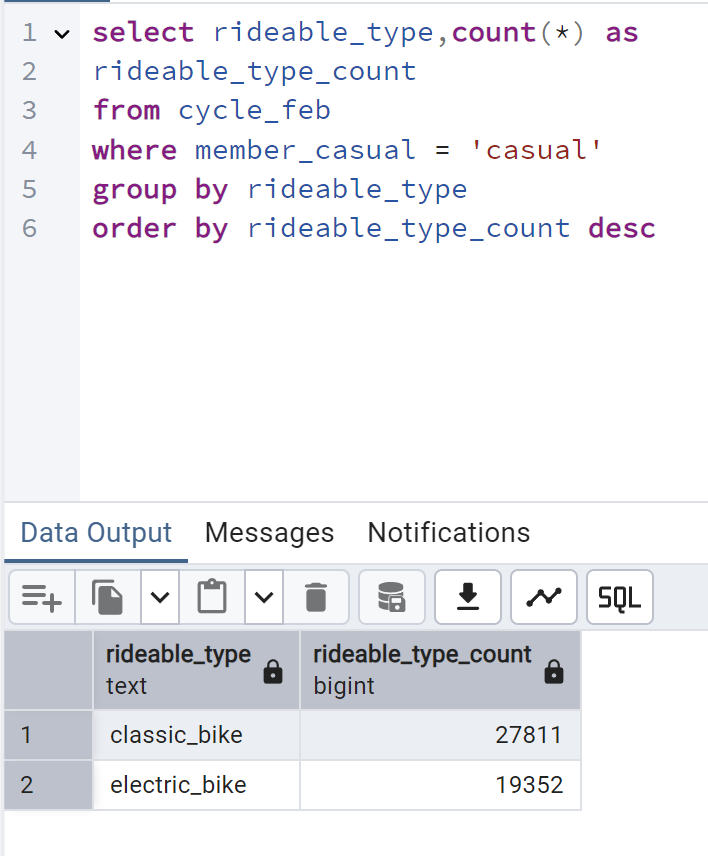 1 select rideable_type,count(*) as
2 rideable_type_count
3 from cycle_feb
4 where member_casual = 'casual'
5 group by rideable_type
6 order by rideable_type_count desc
Data Output Messages Notifications
SQL
rideable_type rideable_type_count
text bigint
1 classic_bike 27811
2 electric_bike 19352